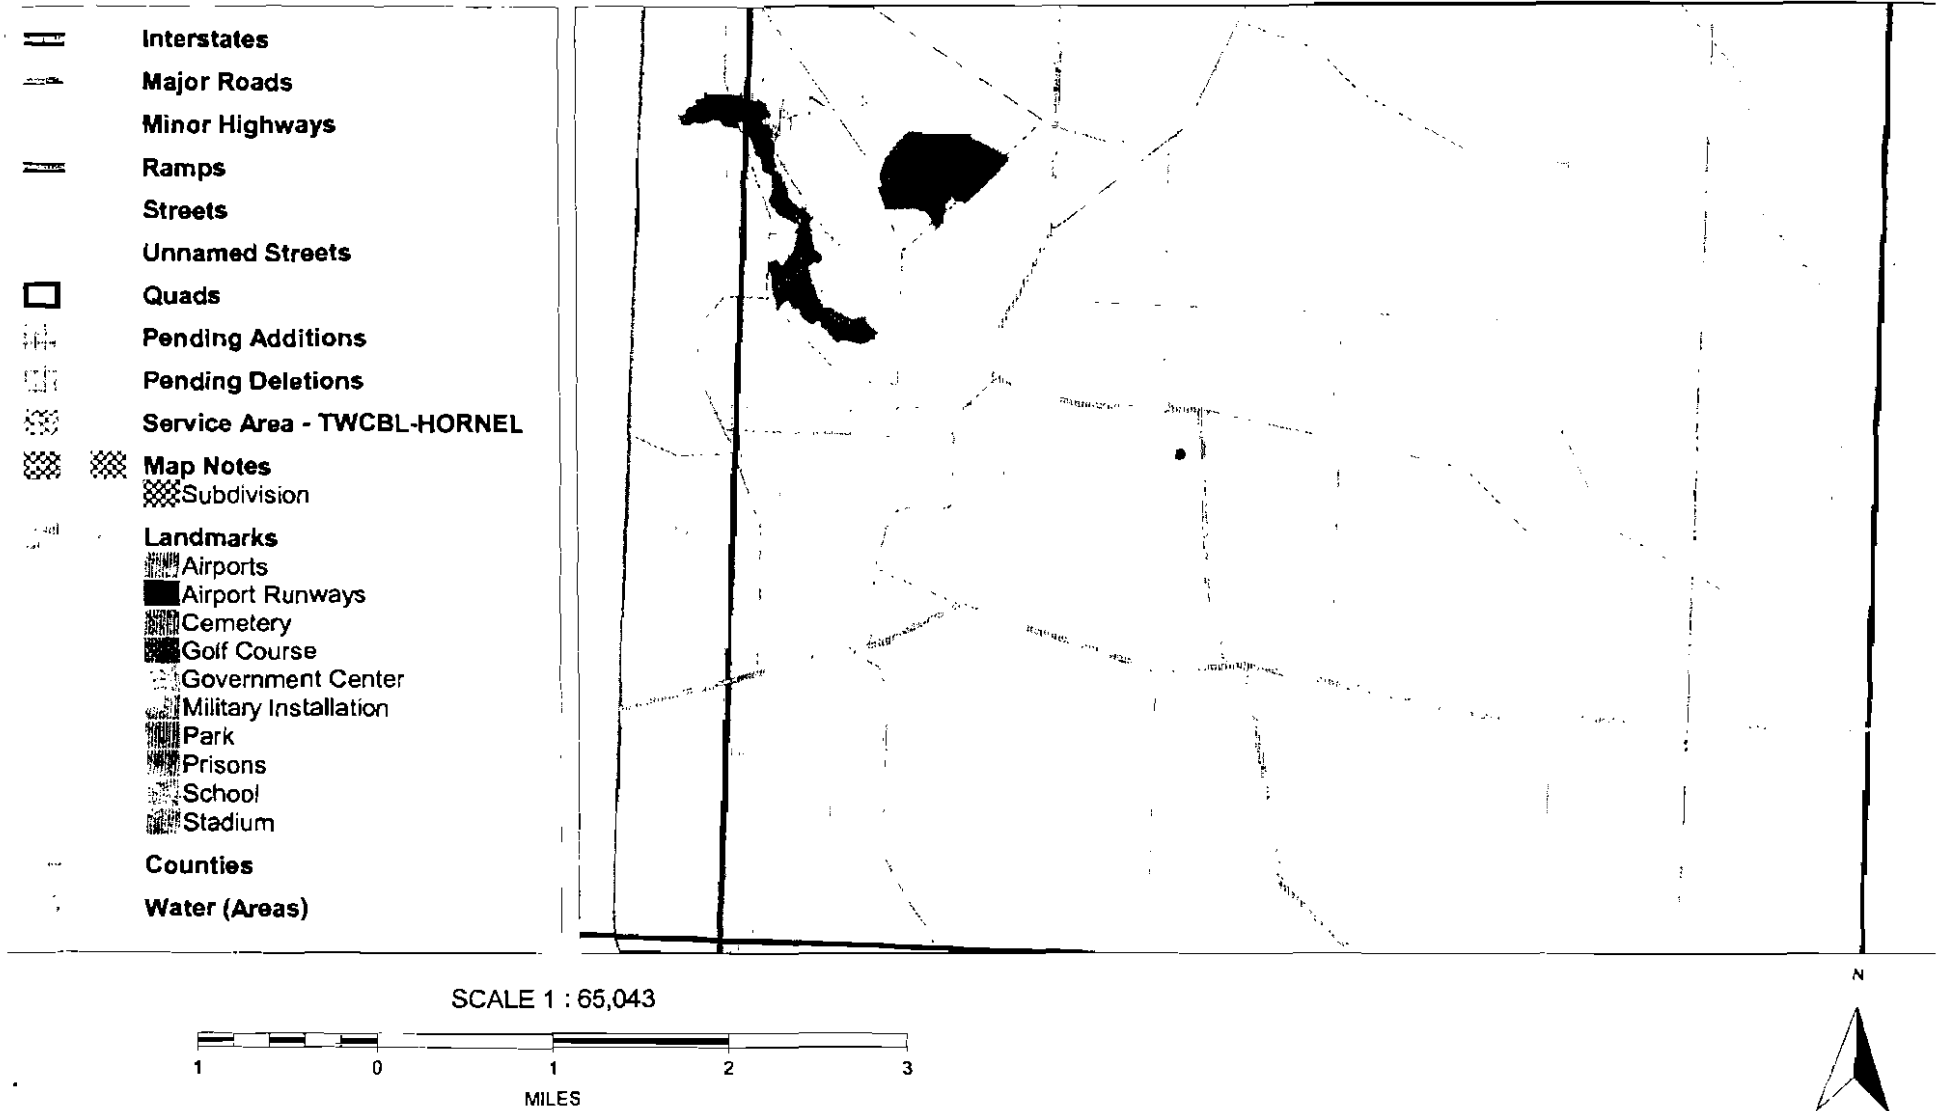 Interstates
Major Roads
Minor Highways
Ramps
Streets
Unnamed Streets
Quads
Pending Additions
Pending Deletions
Service Area - TWCBL-HORNEL
Map Notes
Subdivision
Landmarks
Airports
Airport Runways
Cemetery
Golf Course
Government Center
Military Installation
Park
Prisons
School
Stadium
Counties
Water (Areas)
SCALE 1 : 65,043
1 0 1 2 3
MILES
N